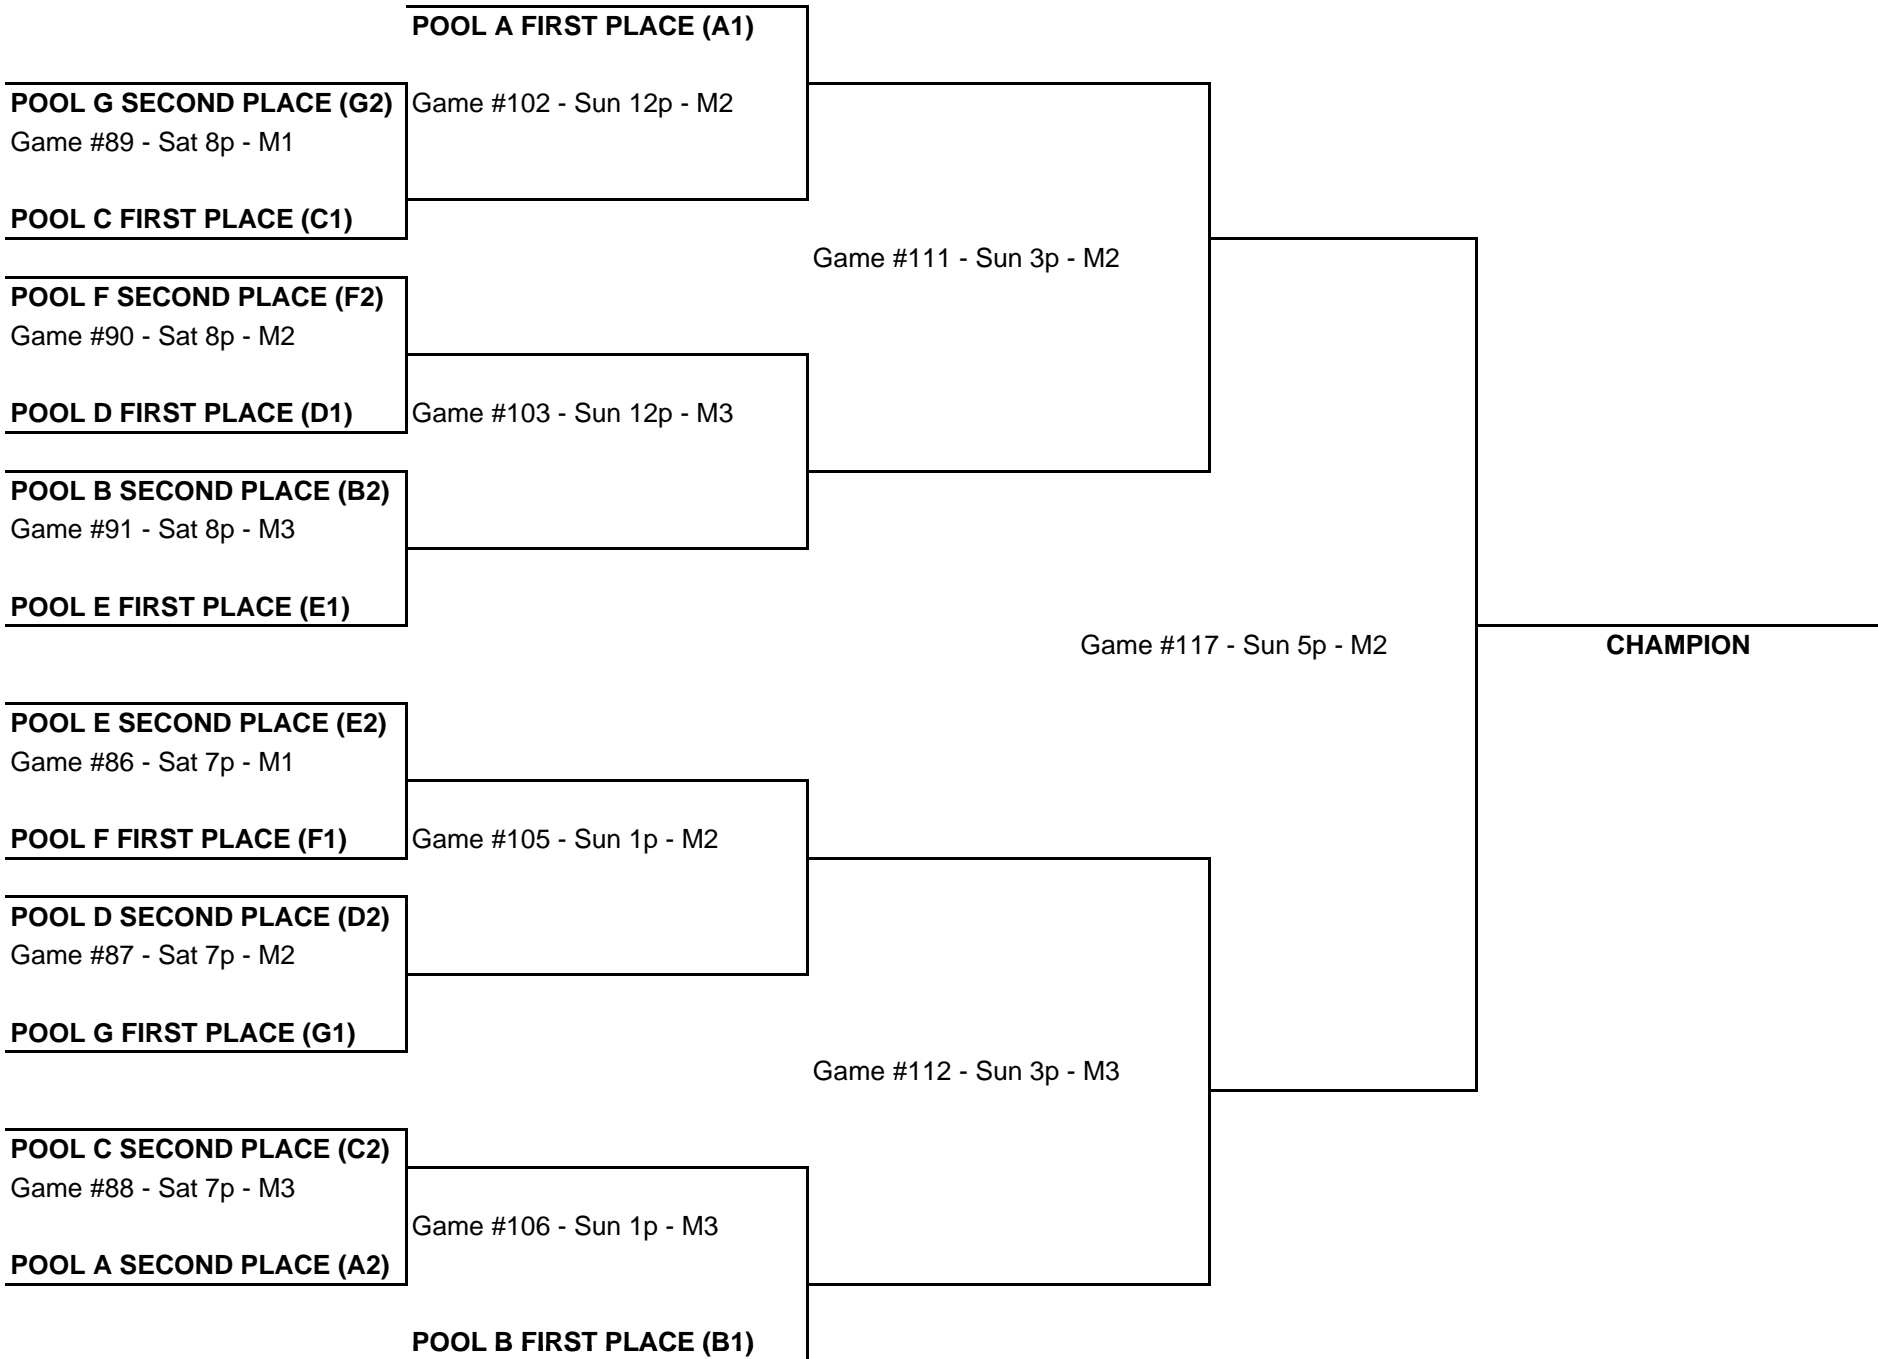 POOL A FIRST PLACE (A1)
POOL G SECOND PLACE (G2)
Game #102 - Sun 12p - M2
Game #89 - Sat 8p - M1
POOL C FIRST PLACE (C1)
Game #111 - Sun 3p - M2
POOL F SECOND PLACE (F2)
Game #90 - Sat 8p - M2
POOL D FIRST PLACE (D1)
Game #103 - Sun 12p - M3
POOL B SECOND PLACE (B2)
Game #91 - Sat 8p - M3
POOL E FIRST PLACE (E1)
Game #117 - Sun 5p - M2
CHAMPION
POOL E SECOND PLACE (E2)
Game #86 - Sat 7p - M1
POOL F FIRST PLACE (F1)
Game #105 - Sun 1p - M2
POOL D SECOND PLACE (D2)
Game #87 - Sat 7p - M2
POOL G FIRST PLACE (G1)
Game #112 - Sun 3p - M3
POOL C SECOND PLACE (C2)
Game #88 - Sat 7p - M3
Game #106 - Sun 1p - M3
POOL A SECOND PLACE (A2)
POOL B FIRST PLACE (B1)